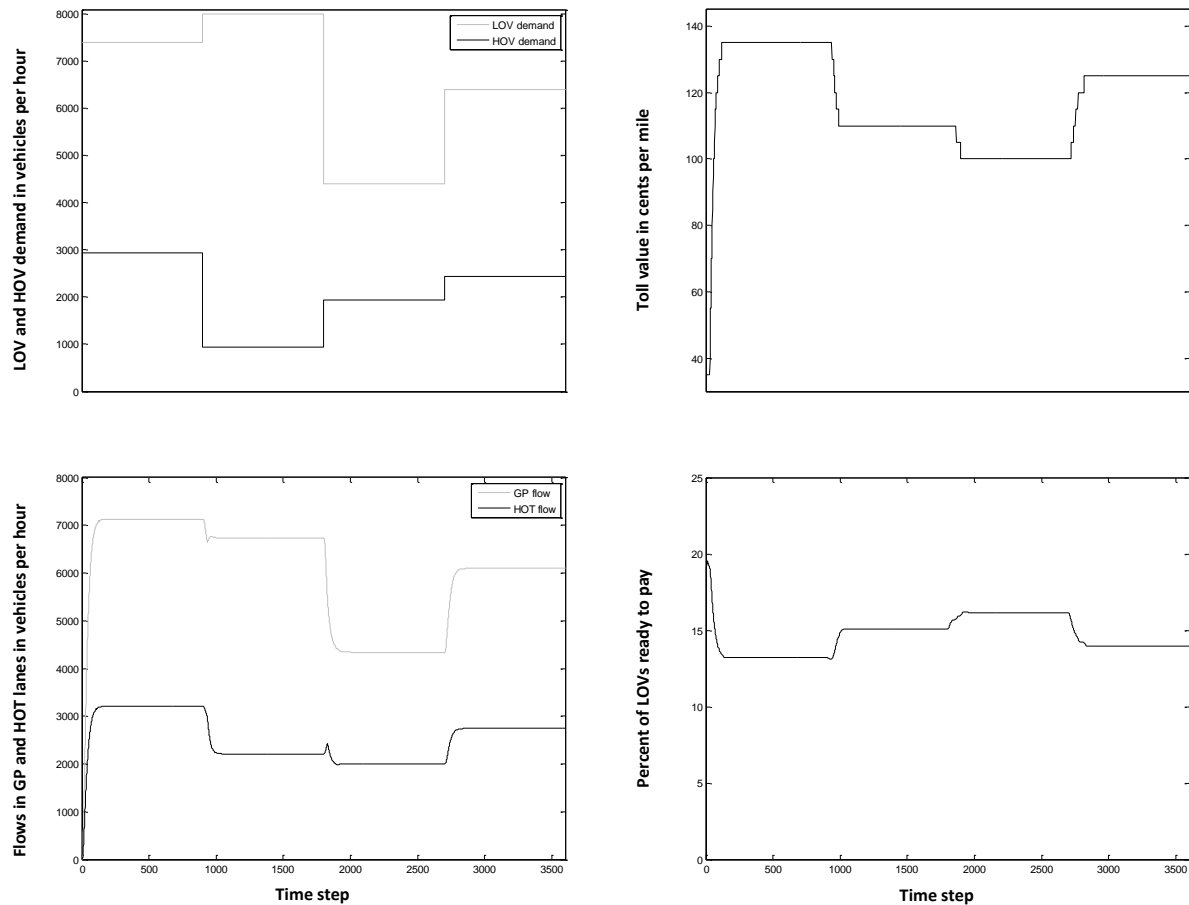 LOV and HOV demand in vehicles per hour
8000
7000
6000
5000
4000
3000
2000
1000
0
LOV demand
HOV demand
Toll value in cents per mile
140
120
100
80
60
40
Flows in GP and HOT lanes in vehicles per hour
8000
7000
6000
5000
4000
3000
2000
1000
0
GP flow
HOT flow
0 500 1000 1500 2000 2500 3000 3500
Time step
Percent of LOVs ready to pay
25
20
15
10
5
0
0 500 1000 1500 2000 2500 3000 3500
Time step